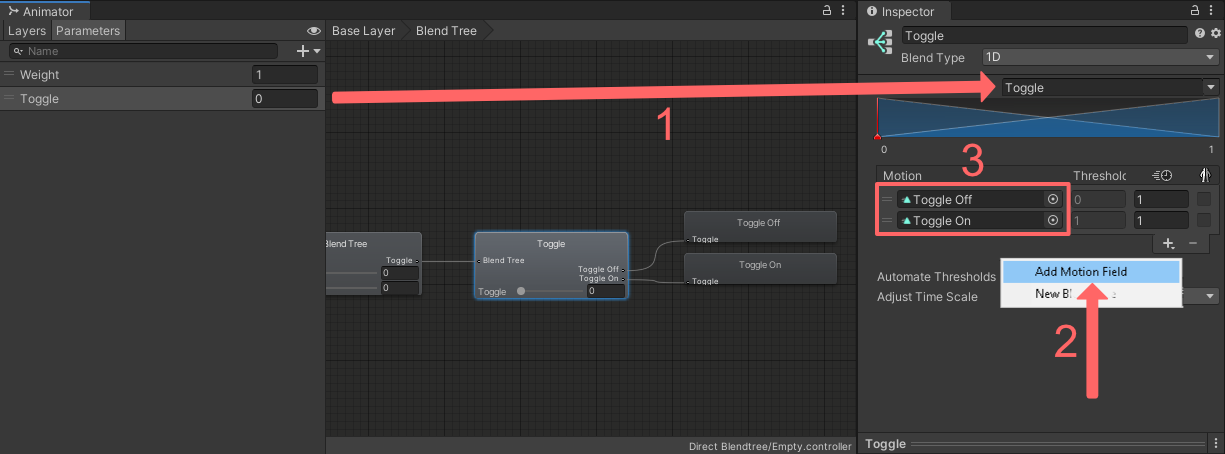 Animator
Layers Parameters
Name
Weight 1
Toggle 0
Base Layer Blend Tree
1
Blend Tree
Toggle
0
0
Toggle
Blend Tree
Toggle Off
Toggle On
Toggle 0
Toggle Off
Toggle
Toggle On
Toggle
Direct Blendtree/Empty.controller
Inspector
Toggle
Blend Type 1D
Toggle
0 1
3
Motion Threshold
Toggle Off 0 1
Toggle On 1 1
Automate Thresholds
Add Motion Field
Adjust Time Scale
New
2
Toggle